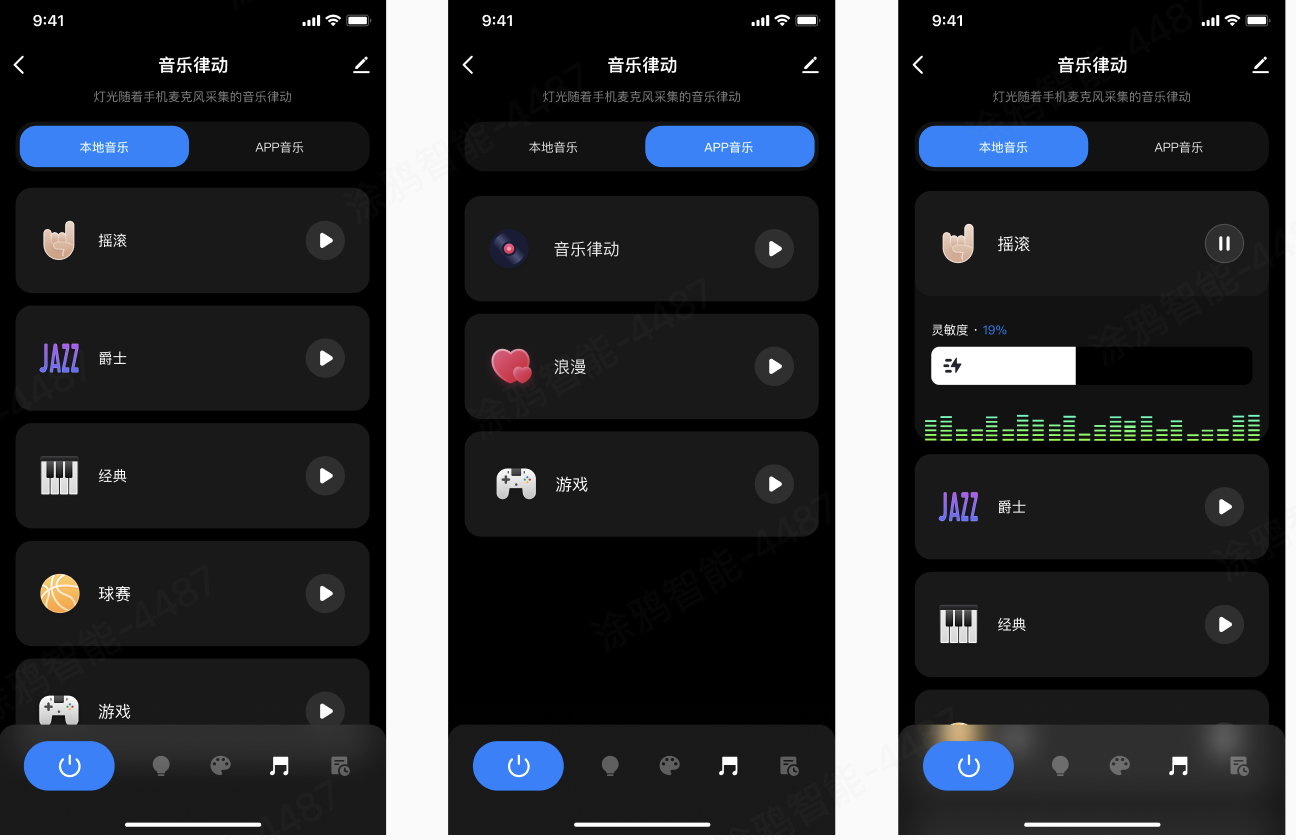 9:41
音乐律动
灯光随着手机麦克风采集的音乐律动
本地音乐
APP音乐
摇滚
JAZZ
爵士
经典
球赛
游戏
9:41
音乐律动
灯光随着手机麦克风采集的音乐律动
本地音乐
APP音乐
音乐律动
浪漫
游戏
9:41
音乐律动
灯光随着手机麦克风采集的音乐律动
本地音乐
APP音乐
摇滚
灵敏度 · 19%
JAZZ
爵士
经典
涂鸦智能-4487